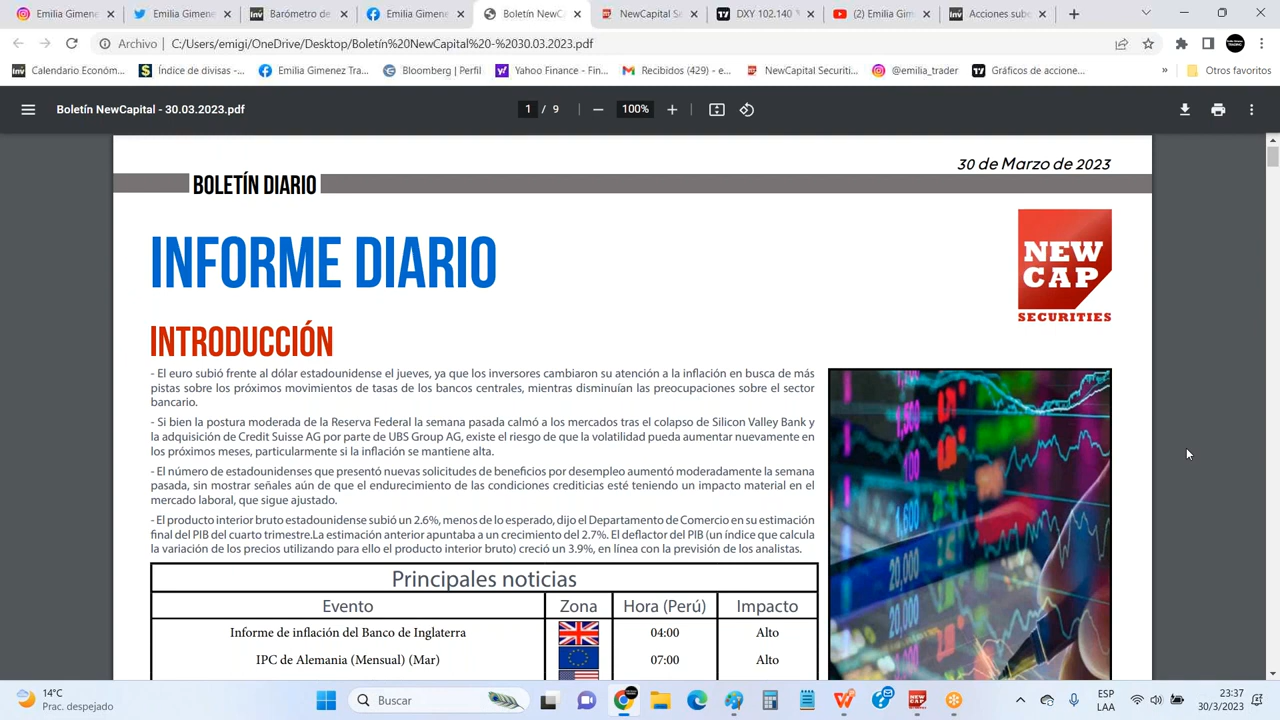 Emilia Gimene
Emilia Gimene
Barómetro de
Emilia Gimene
Boletín NewC
NewCapital Se
DXY 102.140
(2) Emilia Gim
Acciones sub
Archivo | C:/Users/emigi/OneDrive/Desktop/Boletín%20NewCapital%20-%2030.03.2023.pdf
Calendario Económ...
Índice de divisas -...
Emilia Gimenez Tra...
Bloomberg | Perfil
Yahoo Finance - Fin...
Recibidos (429) - e...
NewCapital Securiti...
@emilia_trader
Gráficos de accione...
»
Otros favoritos
Boletín NewCapital - 30.03.2023.pdf
1 / 9
100%
30 de Marzo de 2023
BOLETÍN DIARIO
INFORME DIARIO
NEW
CAP
SECURITIES
INTRODUCCIÓN
- El euro subió frente al dólar estadounidense el jueves, ya que los inversores cambiaron su atención a la inflación en busca de más
pistas sobre los próximos movimientos de tasas de los bancos centrales, mientras disminuían las preocupaciones sobre el sector
bancario.
- Si bien la postura moderada de la Reserva Federal la semana pasada calmó a los mercados tras el colapso de Silicon Valley Bank y
la adquisición de Credit Suisse AG por parte de UBS Group AG, existe el riesgo de que la volatilidad pueda aumentar nuevamente en
los próximos meses, particularmente si la inflación se mantiene alta.
- El número de estadounidenses que presentó nuevas solicitudes de beneficios por desempleo aumentó moderadamente la semana
pasada, sin mostrar señales aún de que el endurecimiento de las condiciones crediticias esté teniendo un impacto material en el
mercado laboral, que sigue ajustado.
- El producto interior bruto estadounidense subió un 2.6%, menos de lo esperado, dijo el Departamento de Comercio en su estimación
final del PIB del cuarto trimestre.La estimación anterior apuntaba a un crecimiento del 2.7%. El deflactor del PIB (un índice que calcula
la variación de los precios utilizando para ello el producto interior bruto) creció un 3.9%, en línea con la previsión de los analistas.
Principales noticias
Evento Zona Hora (Perú) Impacto
Informe de inflación del Banco de Inglaterra 04:00 Alto
IPC de Alemania (Mensual) (Mar) 07:00 Alto
14°C
Prac. despejado
Buscar
ESP
LAA
23:37
30/3/2023